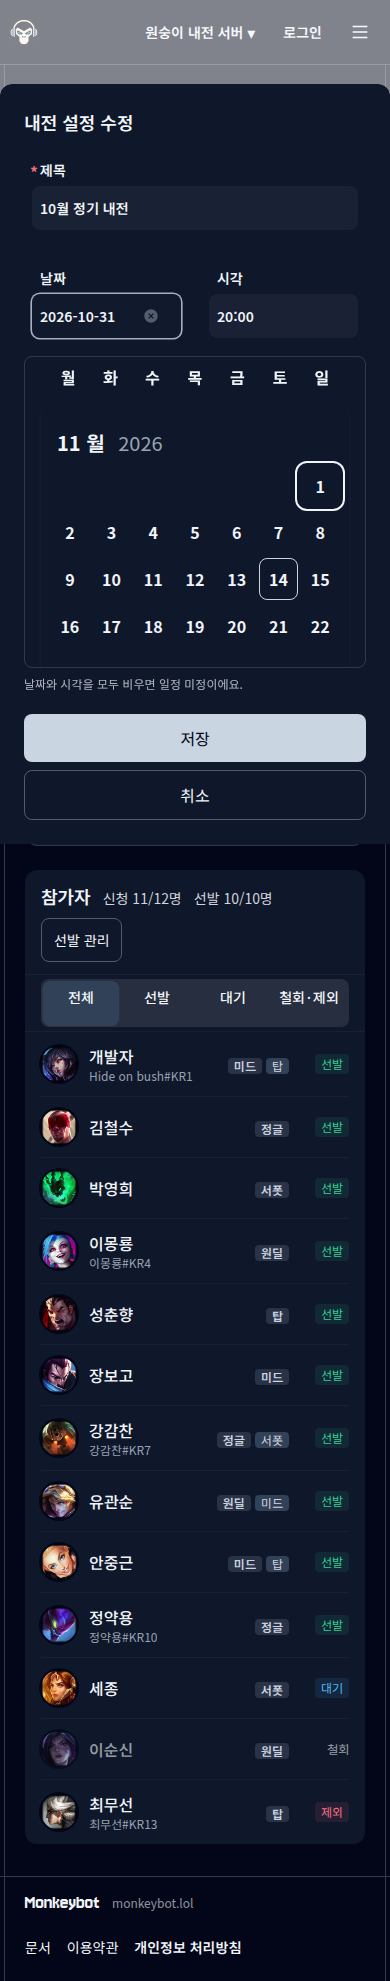 원숭이 내전 서버 ▾ 로그인
내전 설정 수정
* 제목
10월 정기 내전
날짜 시각
2026-10-31 20:00
월 화 수 목 금 토 일
11 월 2026
1
2 3 4 5 6 7 8
9 10 11 12 13 14 15
16 17 18 19 20 21 22
날짜와 시각을 모두 비우면 일정 미정이에요.
저장
취소
참가자 신청 11/12명 선발 10/10명
선발 관리
전체 선발 대기 철회·제외
개발자 미드 탑 선발
Hide on bush#KR1
김철수 정글 선발
박영희 서폿 선발
이몽룡 원딜 선발
이몽룡#KR4
성춘향 탑 선발
장보고 미드 선발
강감찬 정글 서폿 선발
강감찬#KR7
유관순 원딜 미드 선발
안중근 미드 탑 선발
정약용 정글 선발
정약용#KR10
세종 서폿 대기
이순신 원딜 철회
최무선 탑 제외
최무선#KR13
Monkeybot monkeybot.lol
문서 이용약관 개인정보 처리방침